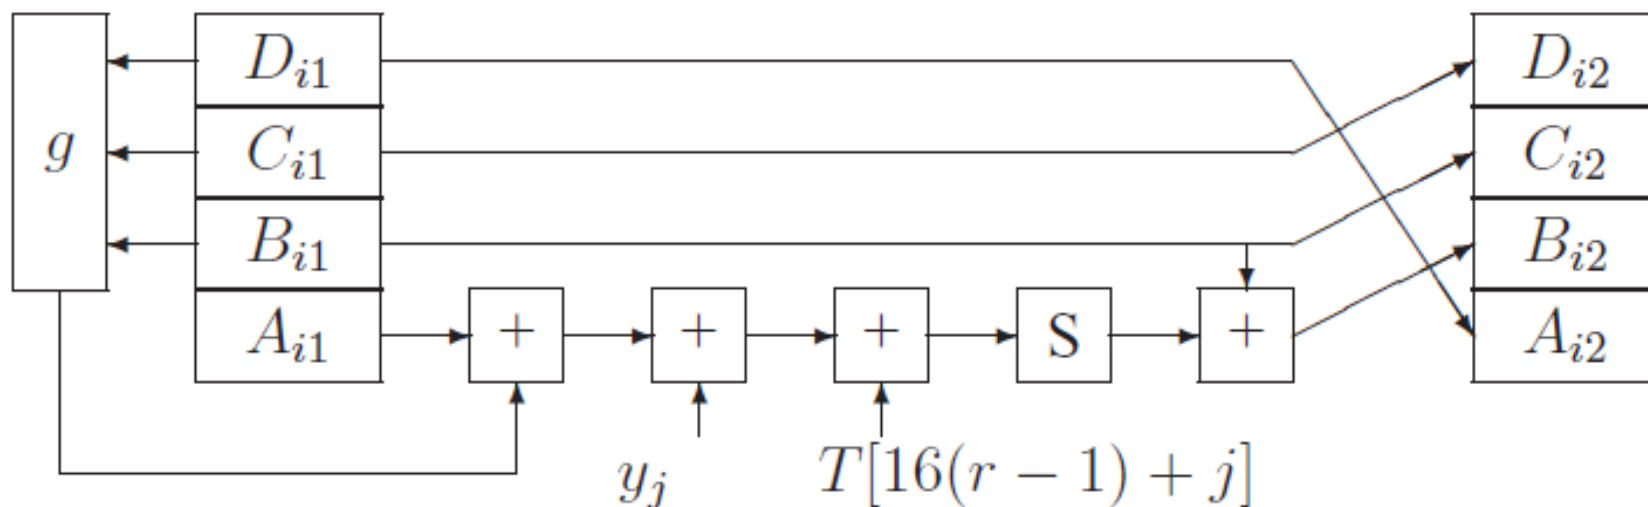 D_{i1} D_{i2}
g C_{i1} C_{i2}
B_{i1} B_{i2}
A_{i1} + + + S + A_{i2}
y_j T[16(r − 1) + j]